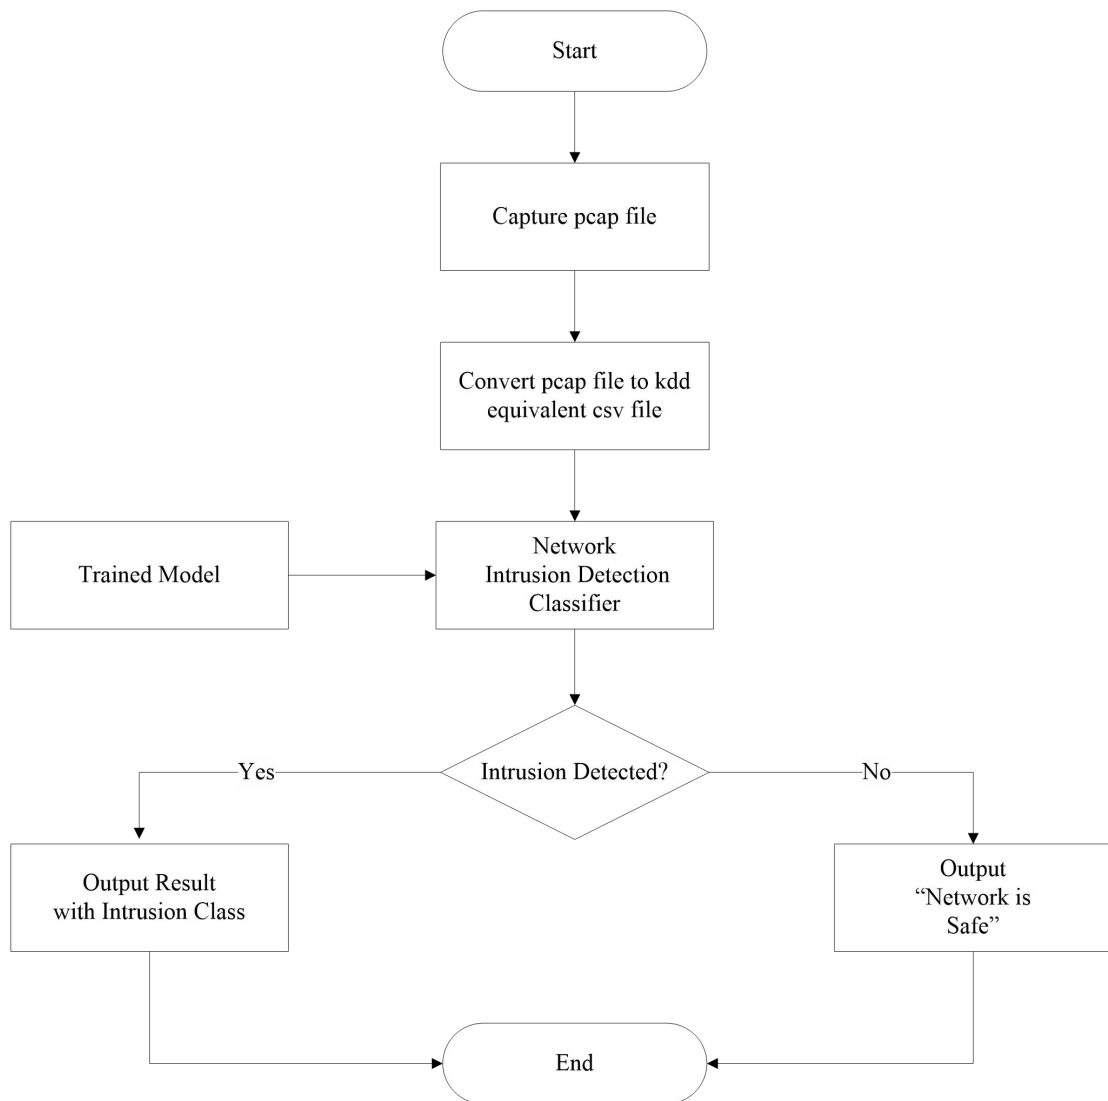 Start
Capture pcap file
Convert pcap file to kdd
equivalent csv file
Trained Model
Network
Intrusion Detection
Classifier
Intrusion Detected?
Yes
No
Output Result
with Intrusion Class
Output
“Network is
Safe”
End